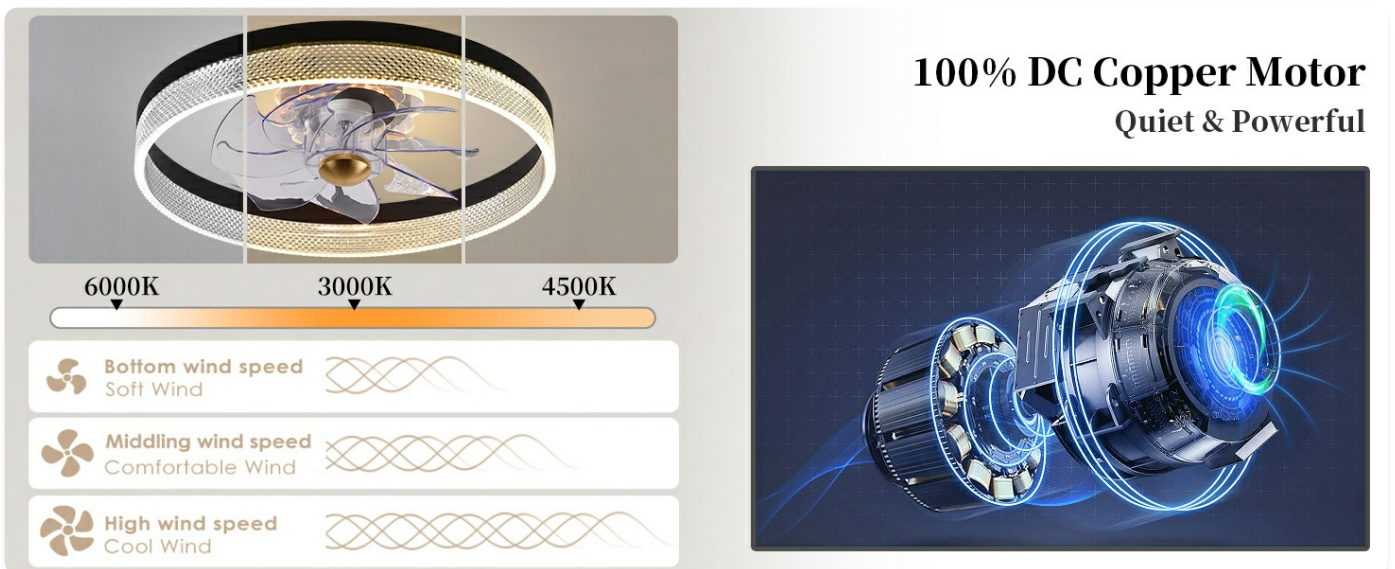 6000K
3000K
4500K
Bottom wind speed
Soft Wind
Middling wind speed
Comfortable Wind
High wind speed
Cool Wind
100% DC Copper Motor
Quiet & Powerful